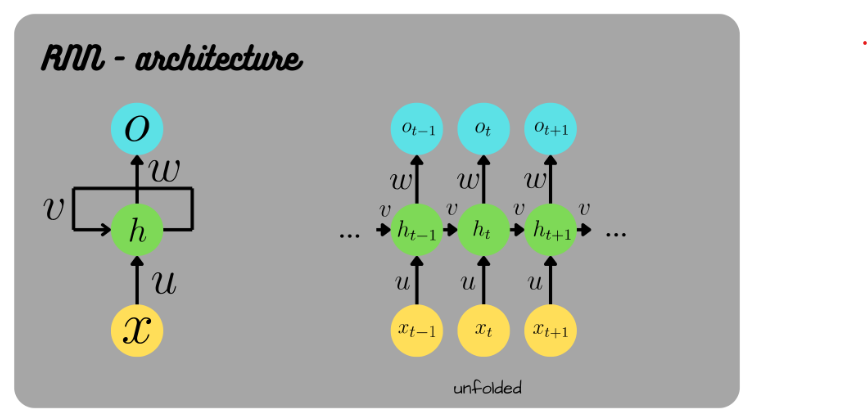 RNN - architecture
o
w
v
h
u
x
o_{t-1} o_t o_{t+1}
w w w
v v v v
... h_{t-1} h_t h_{t+1} ...
u u u
x_{t-1} x_t x_{t+1}
unfolded